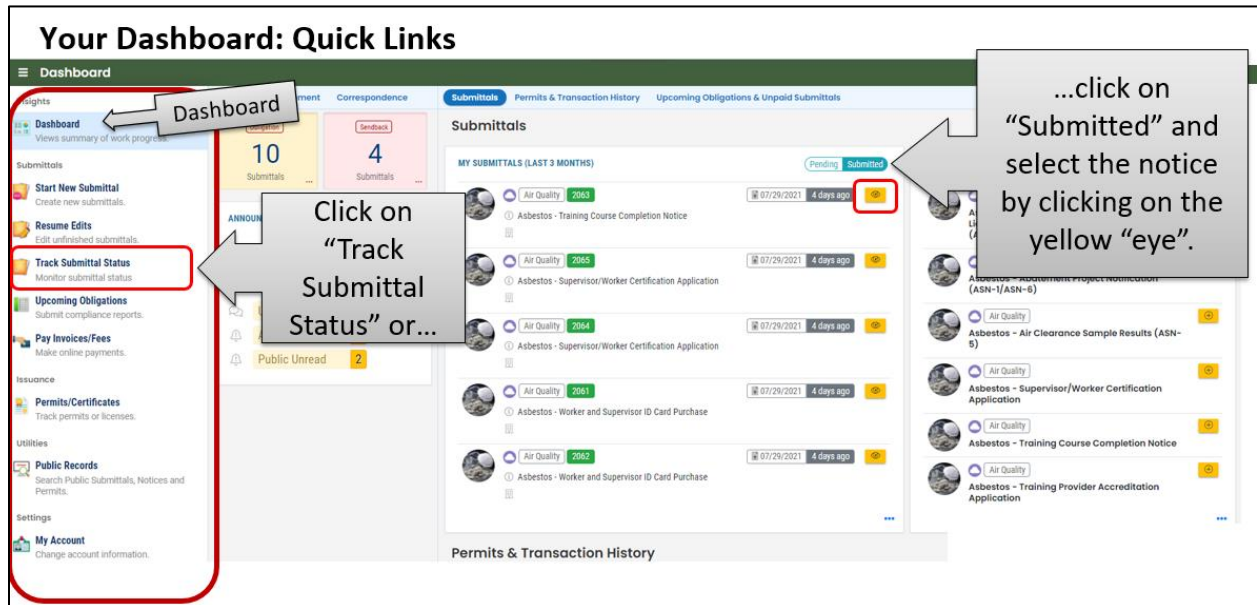 Your Dashboard: Quick Links
Dashboard
Insights
Dashboard
Views summary of work progress.
Submittals
Start New Submittal
Create new submittals.
Resume Edits
Edit unfinished submittals.
Track Submittal Status
Monitor submittal status
Upcoming Obligations
Submit compliance reports.
Pay Invoices/Fees
Make online payments.
Issuance
Permits/Certificates
Track permits or licenses.
Utilities
Public Records
Search Public Submittals, Notices and
Permits.
Settings
My Account
Change account information.
Dashboard
Click on
“Track
Submittal
Status” or...
Correspondence
Obligation
10
Submittals
...
Sendback
4
Submittals
...
Public Unread 2
Submittals Permits & Transaction History Upcoming Obligations & Unpaid Submittals
Submittals
MY SUBMITTALS (LAST 3 MONTHS) Pending Submitted
Air Quality 2063 07/29/2021 4 days ago
Asbestos - Training Course Completion Notice
Air Quality 2065 07/29/2021 4 days ago
Asbestos - Supervisor/Worker Certification Application
Air Quality 2064 07/29/2021 4 days ago
Asbestos - Supervisor/Worker Certification Application
Air Quality 2061 07/29/2021 4 days ago
Asbestos - Worker and Supervisor ID Card Purchase
Air Quality 2062 07/29/2021 4 days ago
Asbestos - Worker and Supervisor ID Card Purchase
...
Permits & Transaction History
...click on
“Submitted” and
select the notice
by clicking on the
yellow “eye”.
Asbestos - Abatement Project Notification
(ASN-1/ASN-6)
Air Quality
Asbestos - Air Clearance Sample Results (ASN-
5)
Air Quality
Asbestos - Supervisor/Worker Certification
Application
Air Quality
Asbestos - Training Course Completion Notice
Air Quality
Asbestos - Training Provider Accreditation
Application
...